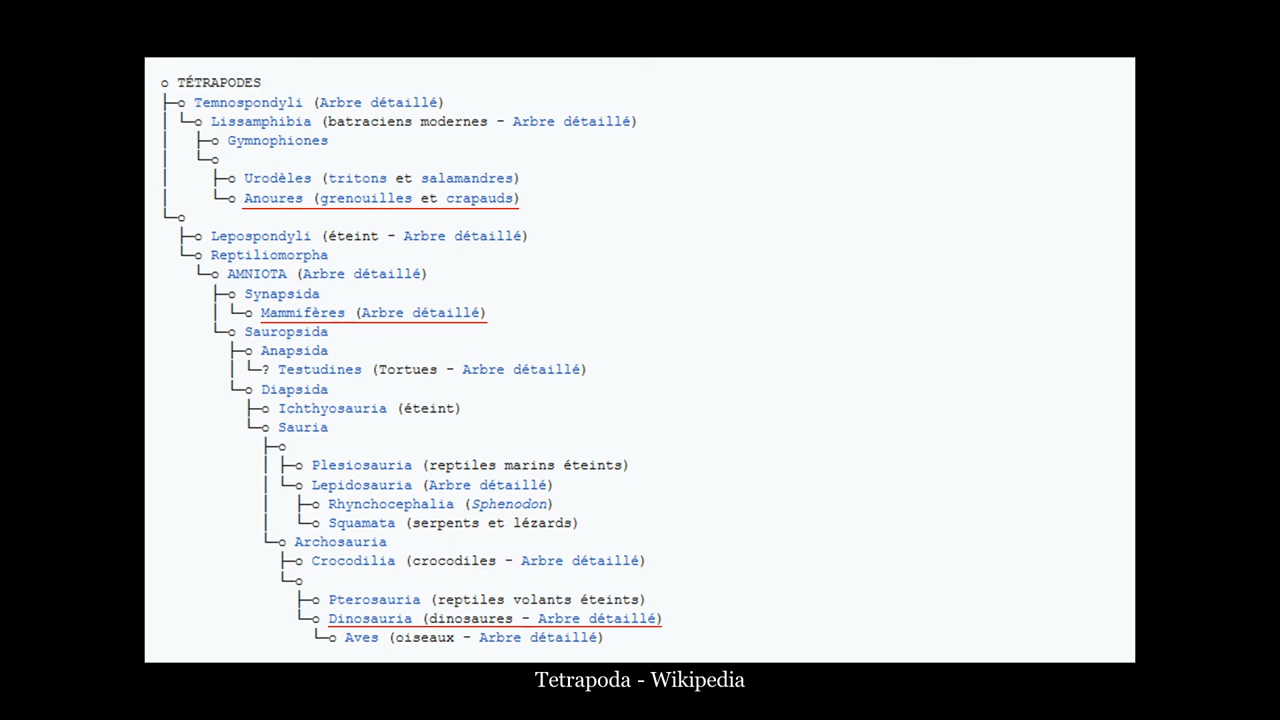 TÉTRAPODES
Temnospondyli (Arbre détaillé)
Lissamphibia (batraciens modernes - Arbre détaillé)
Gymnophiones
Urodèles (tritons et salamandres)
Anoures (grenouilles et crapauds)
Lepospondyli (éteint - Arbre détaillé)
Reptiliomorpha
AMNIOTA (Arbre détaillé)
Synapsida
Mammifères (Arbre détaillé)
Sauropsida
Anapsida
? Testudines (Tortues - Arbre détaillé)
Diapsida
Ichthyosauria (éteint)
Sauria
Plesiosauria (reptiles marins éteints)
Lepidosauria (Arbre détaillé)
Rhynchocephalia (Sphenodon)
Squamata (serpents et lézards)
Archosauria
Crocodilia (crocodiles - Arbre détaillé)
Pterosauria (reptiles volants éteints)
Dinosauria (dinosaures - Arbre détaillé)
Aves (oiseaux - Arbre détaillé)
Tetrapoda - Wikipedia